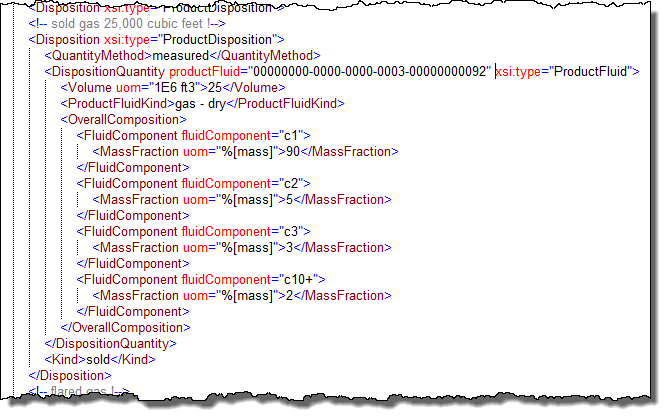 <Disposition xsi:type="ProductDisposition">
<!-- sold gas 25,000 cubic feet !-->
<Disposition xsi:type="ProductDisposition">
<QuantityMethod>measured</QuantityMethod>
<DispositionQuantity productFluid="00000000-0000-0000-0003-00000000092" xsi:type="ProductFluid">
<Volume uom="1E6 ft3">25</Volume>
<ProductFluidKind>gas - dry</ProductFluidKind>
<OverallComposition>
<FluidComponent fluidComponent="c1">
<MassFraction uom="%[mass]">90</MassFraction>
</FluidComponent>
<FluidComponent fluidComponent="c2">
<MassFraction uom="%[mass]">5</MassFraction>
</FluidComponent>
<FluidComponent fluidComponent="c3">
<MassFraction uom="%[mass]">3</MassFraction>
</FluidComponent>
<FluidComponent fluidComponent="c10+">
<MassFraction uom="%[mass]">2</MassFraction>
</FluidComponent>
</OverallComposition>
</DispositionQuantity>
<Kind>sold</Kind>
</Disposition>
<!-- flared gas !-->